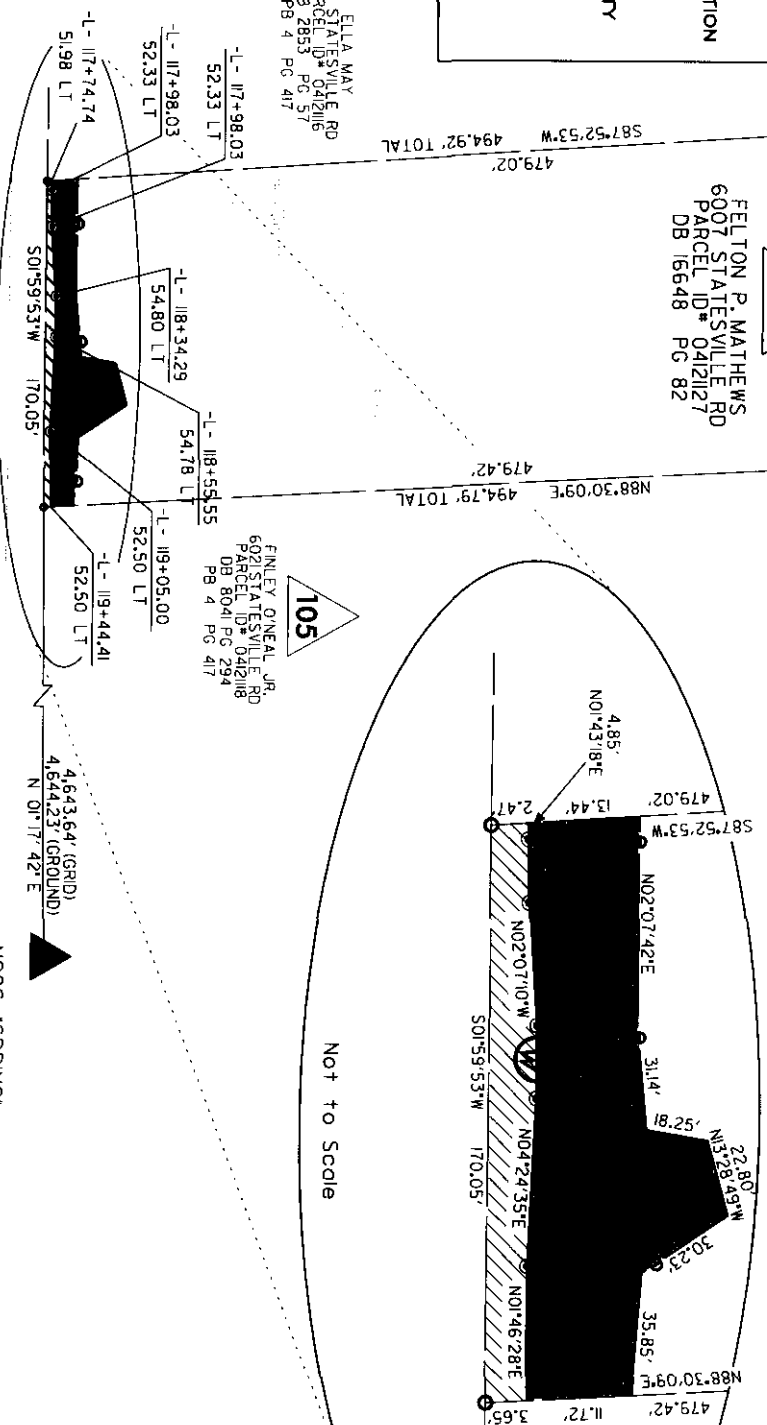 TION
TY
ELLA MAY
STATESVILLE RD
RCEL ID# 04121116
B 2853 PG 57
PB 4 PG 417
-L- 117+98.03
52.33 LT
-L- 117+98.03
52.33 LT
-L- 117+74.74
51.98 LT
S87°52'53"W 494.92' TOTAL
479.02'
FELTON P. MATHEWS
6007 STATESVILLE RD
PARCEL ID# 04121127
DB 16648 PG 82
-L- 118+34.29
54.80 LT
-L- 118+55.55
54.78 LT
S01°59'53"W 170.05'
-L- 119+05.00
52.50 LT
-L- 119+44.41
52.50 LT
479.42'
N88°30'09"E 494.79' TOTAL
105
FINLEY O'NEAL JR.
6021 STATESVILLE RD
PARCEL ID# 04121118
DB 8041 PG 294
PB 4 PG 417
4,643.64' (GRID)
4,644.23' (GROUND)
N 01°17'42" E
4.85'
N01°43'18"E
2.47'
13.44'
479.02'
S87°52'53"W
N02°07'42"E
31.14'
18.25'
22.80'
N13°28'49"W
30.23'
35.85'
N02°07'10"W
W
N04°24'35"E
N01°46'28"E
S01°59'53"W 170.05'
N88°30'09"E
479.42'
11.72'
3.65'
Not to Scale